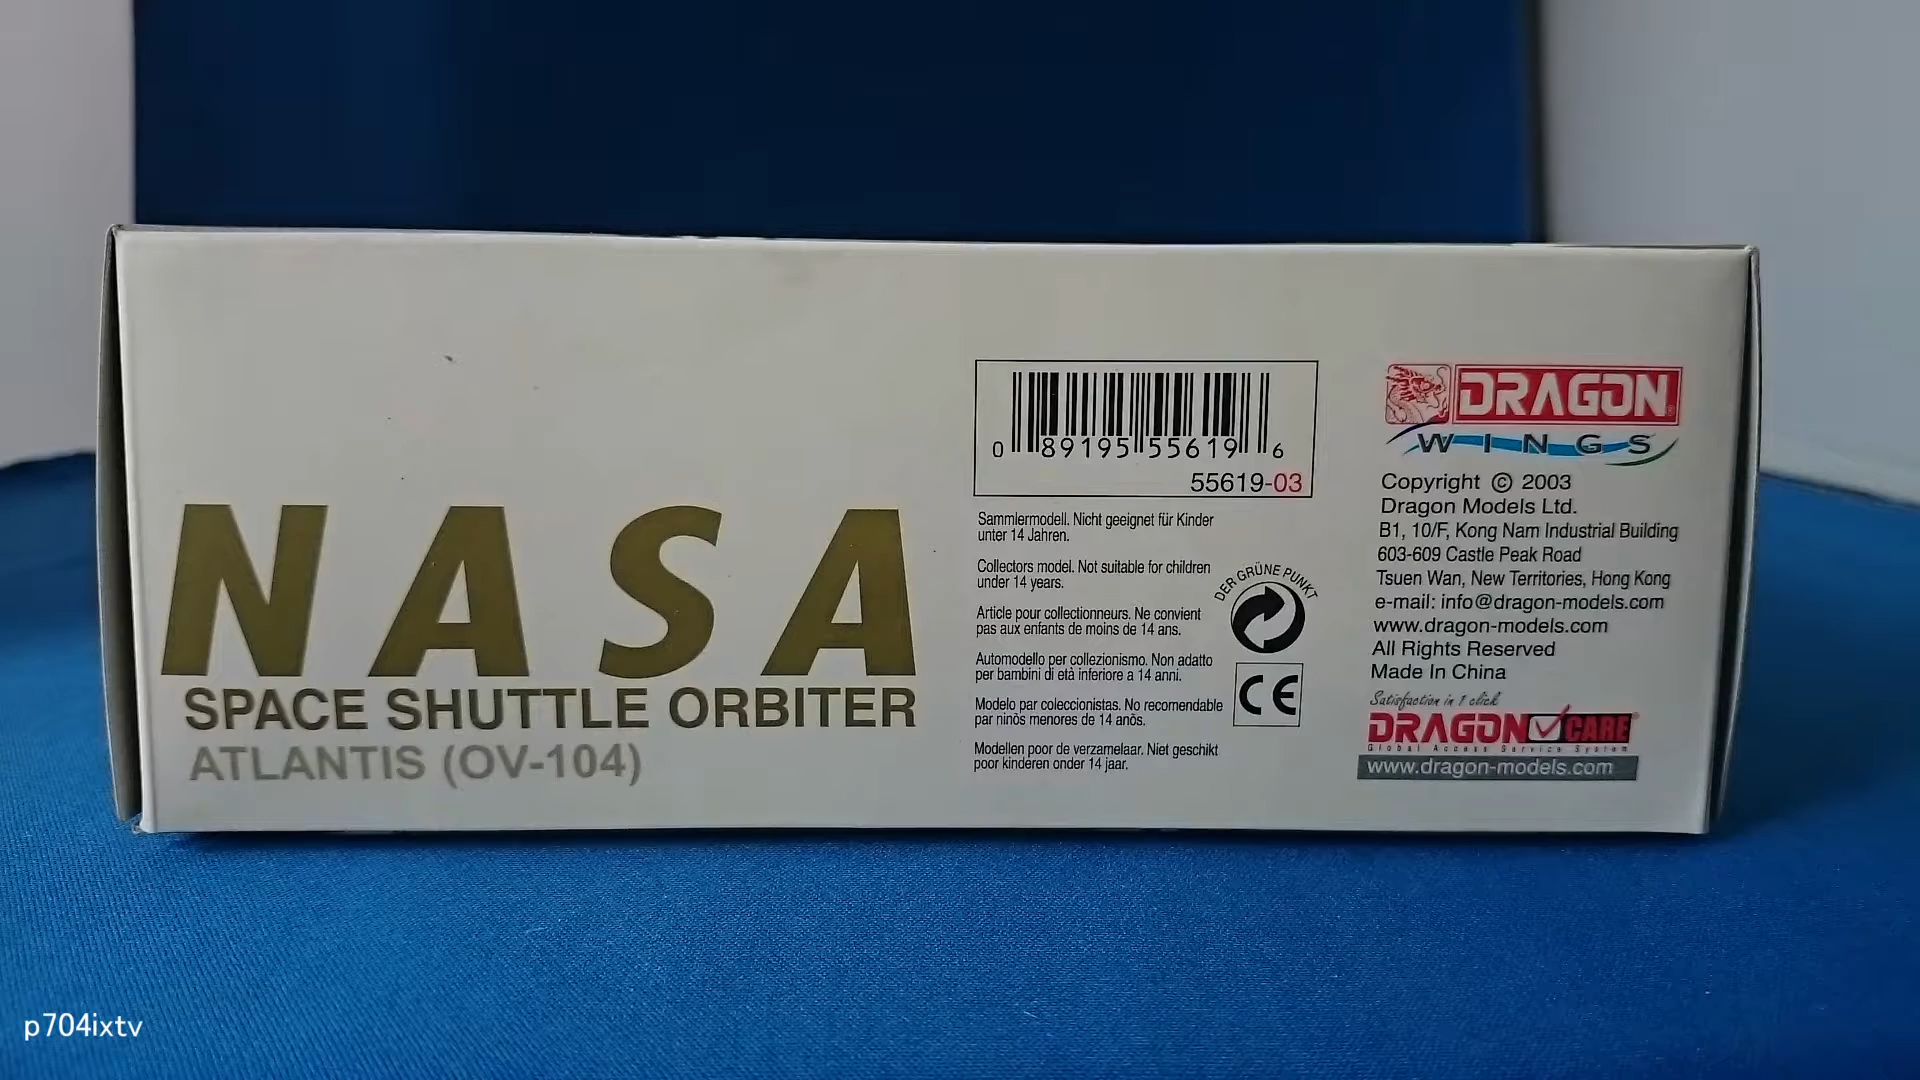 NASA
SPACE SHUTTLE ORBITER
ATLANTIS (OV-104)
0 89195 55619 6
55619-03
Sammlermodell. Nicht geeignet für Kinder
unter 14 Jahren.
Collectors model. Not suitable for children
under 14 years.
Article pour collectionneurs. Ne convient
pas aux enfants de moins de 14 ans.
Automodello per collezionismo. Non adatto
per bambini di età inferiore a 14 anni.
Modelo par coleccionistas. No recomendable
par ninòs menores de 14 anõs.
Modellen poor de verzamelaar. Niet geschikt
poor kinderen onder 14 jaar.
DER GRÜNE PUNKT
CE
DRAGON
WINGS
Copyright © 2003
Dragon Models Ltd.
B1, 10/F, Kong Nam Industrial Building
603-609 Castle Peak Road
Tsuen Wan, New Territories, Hong Kong
e-mail: info@dragon-models.com
www.dragon-models.com
All Rights Reserved
Made In China
Satisfaction in 1 click
DRAGON CARE
Global Access Service System
www.dragon-models.com
p704ixtv